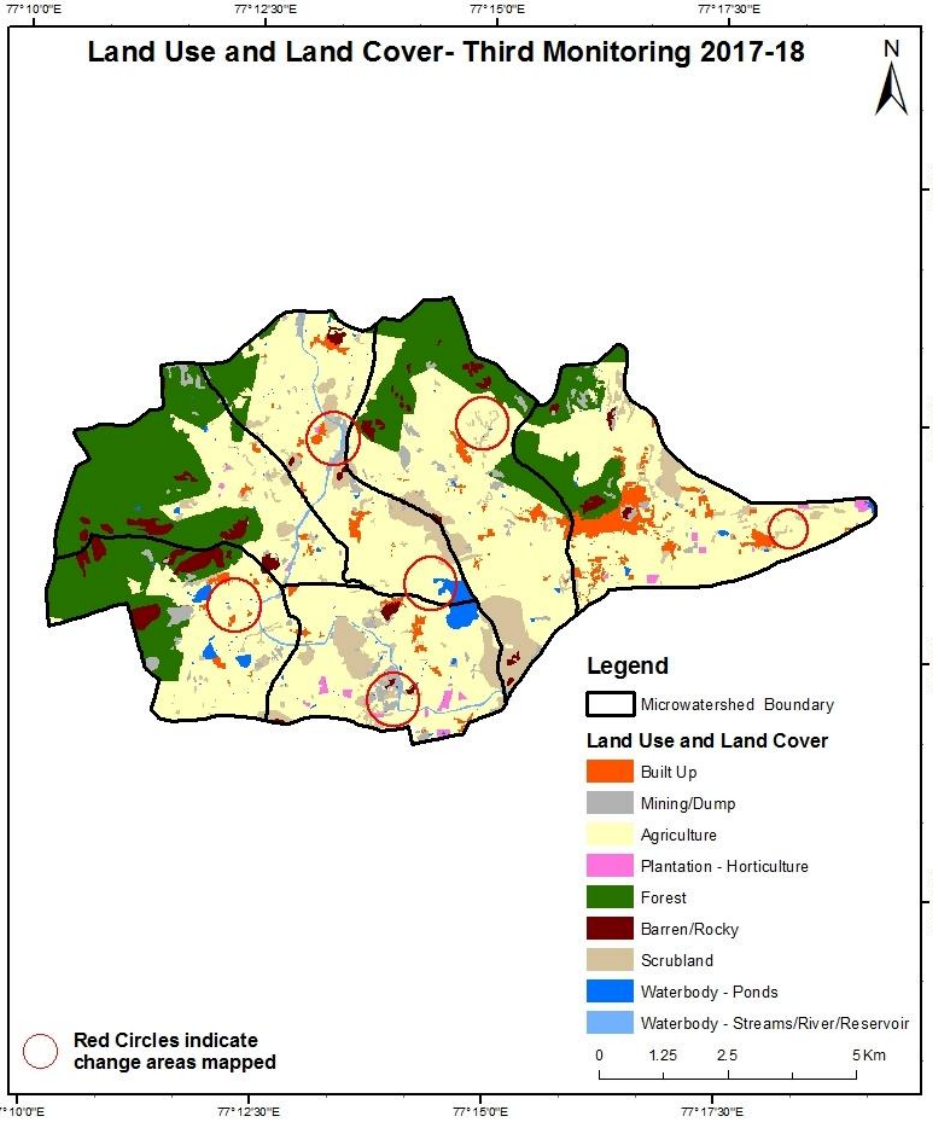 77°10'0"E 77°12'30"E 77°15'0"E 77°17'30"E
Land Use and Land Cover- Third Monitoring 2017-18
N
Legend
Microwatershed Boundary
Land Use and Land Cover
Built Up
Mining/Dump
Agriculture
Plantation - Horticulture
Forest
Barren/Rocky
Scrubland
Waterbody - Ponds
Waterbody - Streams/River/Reservoir
0 1.25 2.5 5 Km
Red Circles indicate
change areas mapped
7°10'0"E 77°12'30"E 77°15'0"E 77°17'30"E